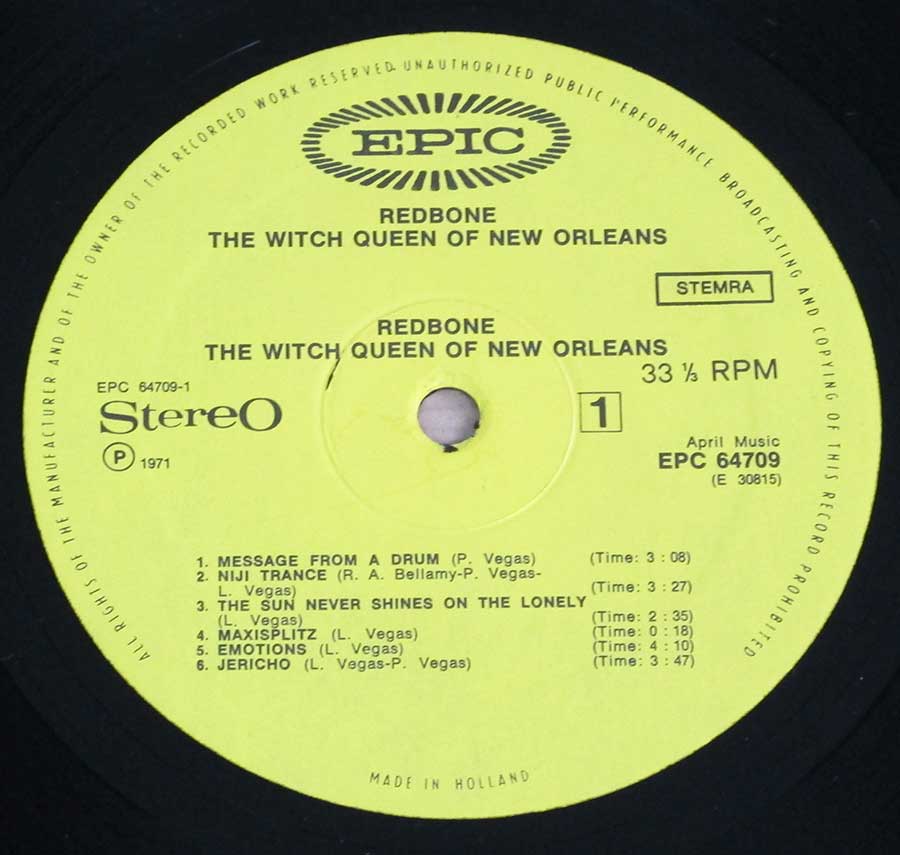 ALL RIGHTS OF THE MANUFACTURER AND OF THE OWNER OF THE RECORDED WORK RESERVED. UNAUTHORIZED PUBLIC PERFORMANCE BROADCASTING AND COPYING OF THIS RECORD PROHIBITED
EPIC
REDBONE
THE WITCH QUEEN OF NEW ORLEANS
STEMRA
REDBONE
THE WITCH QUEEN OF NEW ORLEANS
33 ⅓ RPM
EPC 64709-1
Stereo
1
P 1971
April Music
EPC 64709
(E 30815)
1. MESSAGE FROM A DRUM (P. Vegas) (Time: 3 : 08)
2. NIJI TRANCE (R. A. Bellamy-P. Vegas-
L. Vegas) (Time: 3 : 27)
3. THE SUN NEVER SHINES ON THE LONELY
(L. Vegas) (Time: 2 : 35)
4. MAXISPLITZ (L. Vegas) (Time: 0 : 18)
5. EMOTIONS (L. Vegas) (Time: 4 : 10)
6. JERICHO (L. Vegas-P. Vegas) (Time: 3 : 47)
MADE IN HOLLAND